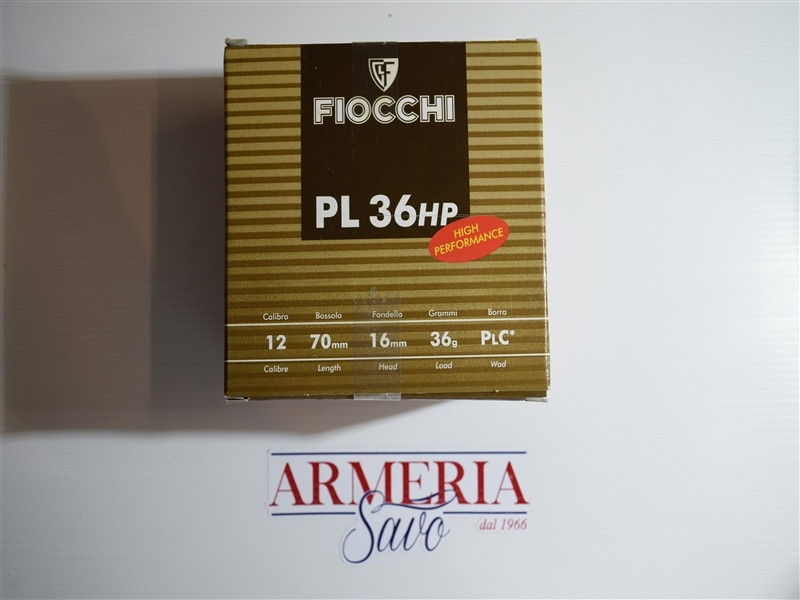 FIOCCHI
PL 36HP
HIGH
PERFORMANCE
Calibro Bossolo Fondello Grammi Borra
12 70mm 16mm 36g PLC*
Calibre Length Head Load Wad
ARMERIA
Savo
dal 1966